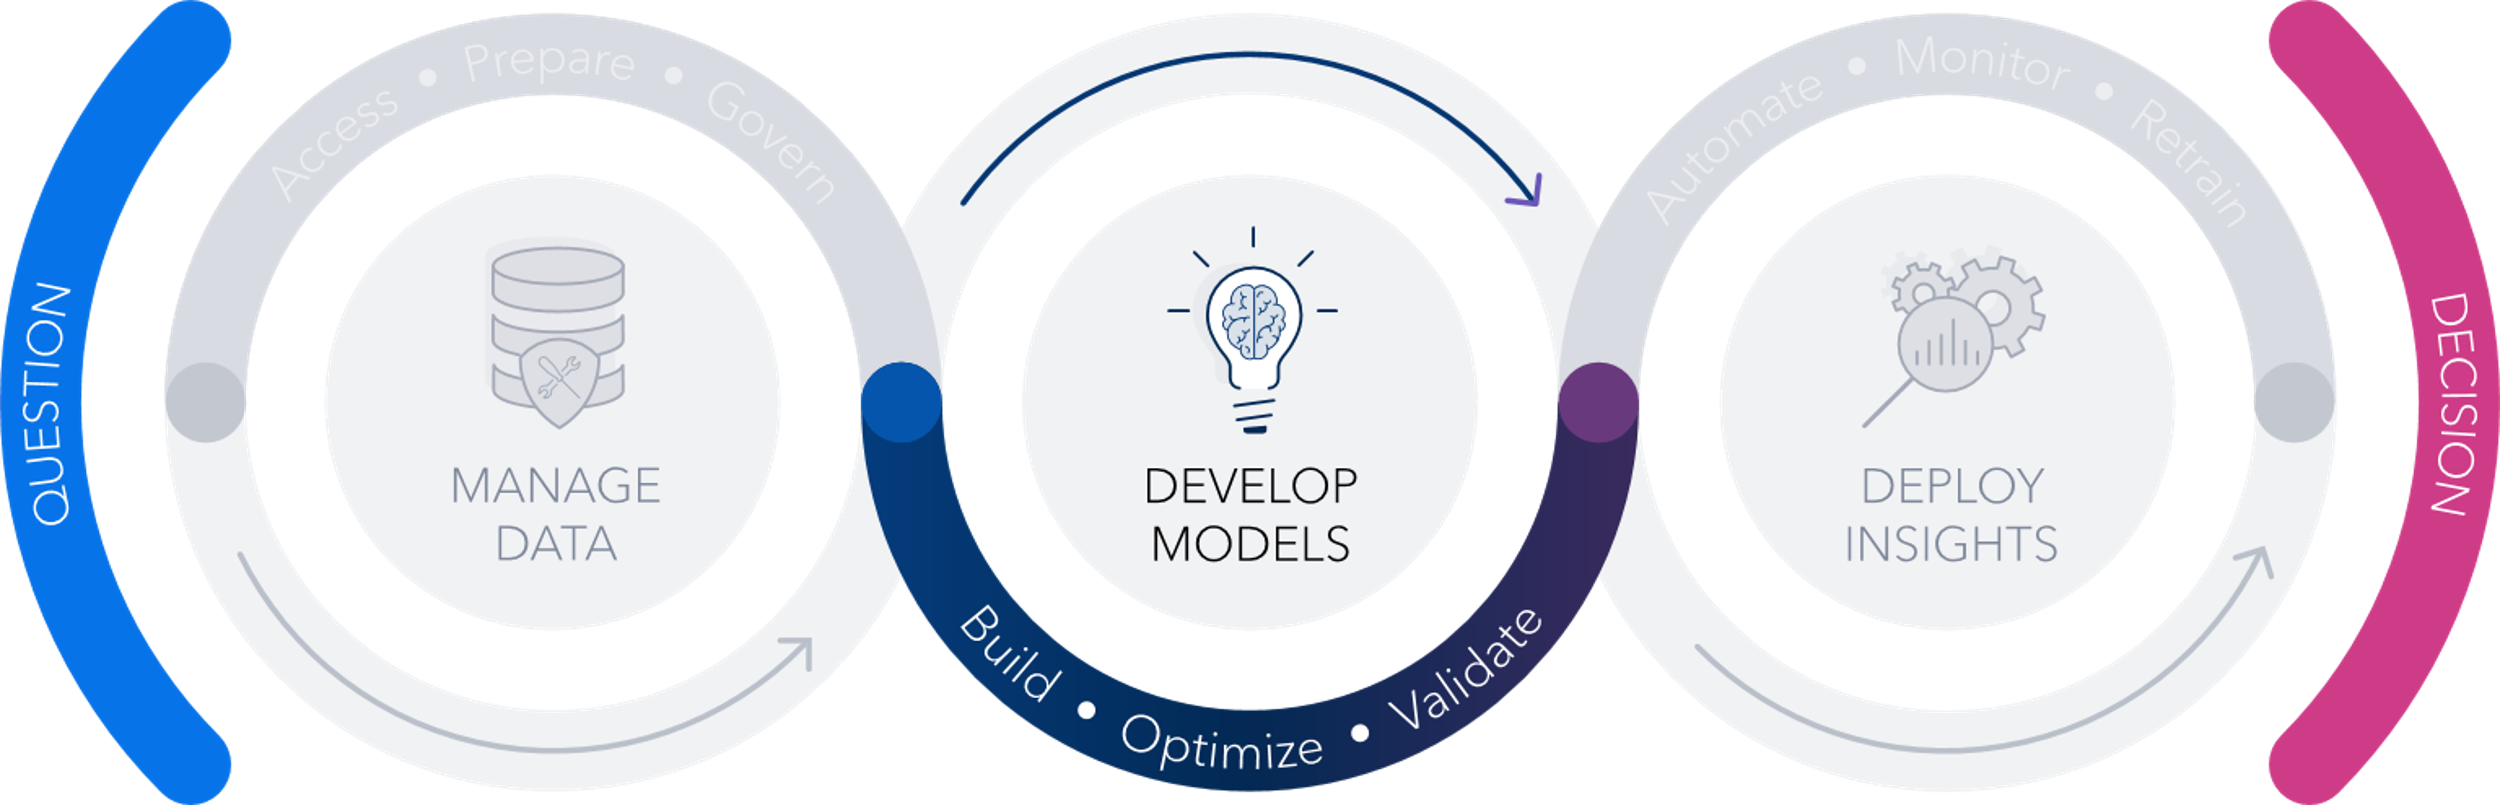 QUESTION
Access • Prepare • Govern
MANAGE
DATA
DEVELOP
MODELS
Build • Optimize • Validate
Automate • Monitor • Retrain
DEPLOY
INSIGHTS
DECISION